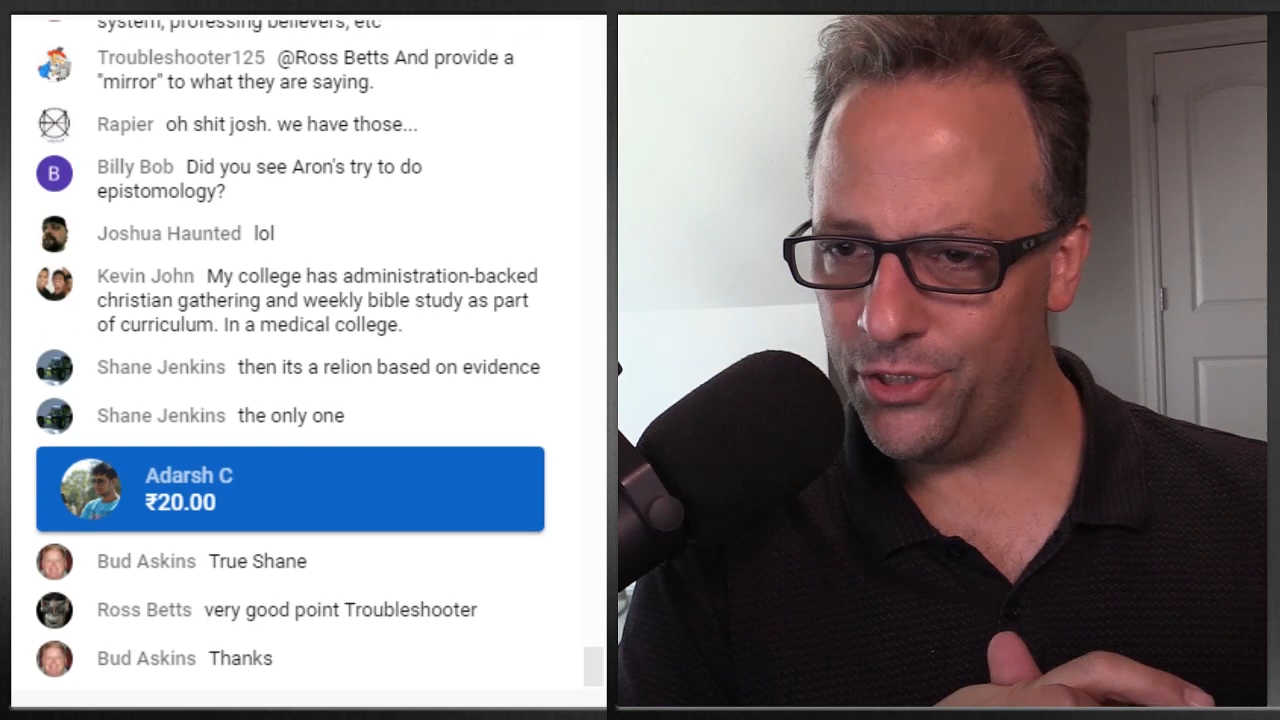 system, professing believers, etc
Troubleshooter125 @Ross Betts And provide a
"mirror" to what they are saying.
Rapier oh shit josh. we have those...
B
Billy Bob Did you see Aron's try to do
epistomology?
Joshua Haunted lol
Kevin John My college has administration-backed
christian gathering and weekly bible study as part
of curriculum. In a medical college.
Shane Jenkins then its a relion based on evidence
Shane Jenkins the only one
Adarsh C
₹20.00
Bud Askins True Shane
Ross Betts very good point Troubleshooter
Bud Askins Thanks